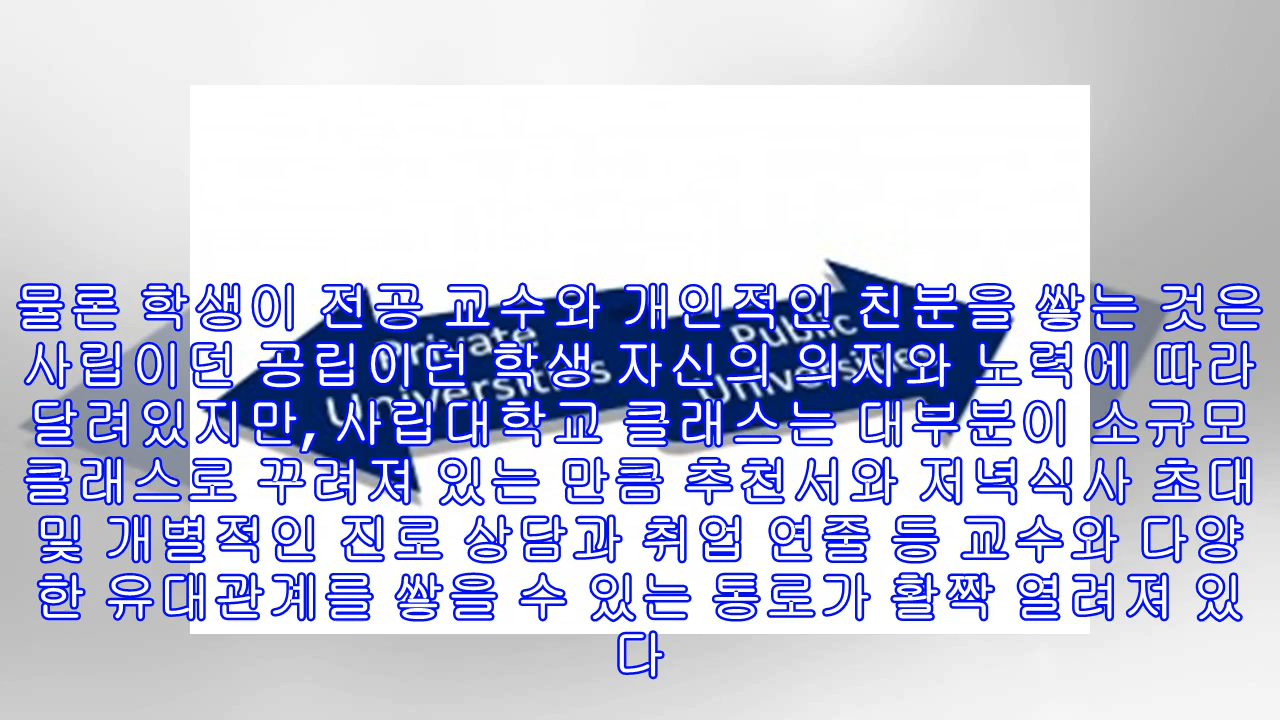 물론 학생이 전공 교수와 개인적인 친분을 쌓는 것은
사립이던 공립이던 학생 자신의 의지와 노력에 따라
달려있지만, 사립대학교 클래스는 대부분이 소규모
클래스로 꾸려져 있는 만큼 추천서와 저녁식사 초대
및 개별적인 진로 상담과 취업 연줄 등 교수와 다양
한 유대관계를 쌓을 수 있는 통로가 활짝 열려져 있
다
Private
Universities
Public
Universities